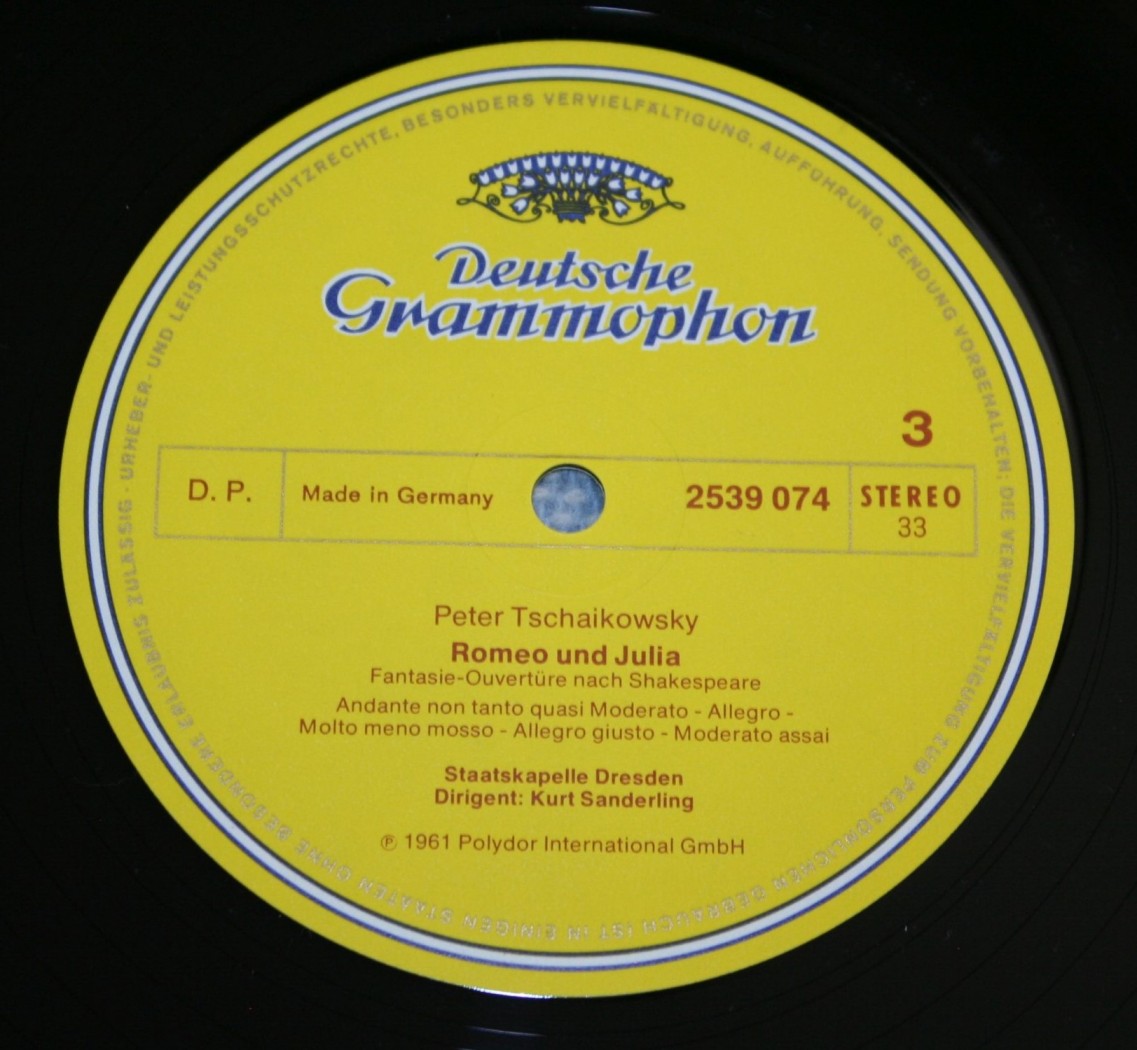 URHEBER- UND LEISTUNGSSCHUTZRECHTE, BESONDERS VERVIELFÄLTIGUNG, AUFFÜHRUNG, SENDUNG VORBEHALTEN; DIE VERVIELFÄLTIGUNG ZUM PERSÖNLICHEN GEBRAUCH IST IN EINIGEN STAATEN OHNE BESONDERE ERLAUBNIS ZULÄSSIG ·
Deutsche
Grammophon
3
D. P. Made in Germany 2539 074 STEREO
33
Peter Tschaikowsky
Romeo und Julia
Fantasie-Ouvertüre nach Shakespeare
Andante non tanto quasi Moderato - Allegro -
Molto meno mosso - Allegro giusto - Moderato assai
Staatskapelle Dresden
Dirigent: Kurt Sanderling
℗ 1961 Polydor International GmbH